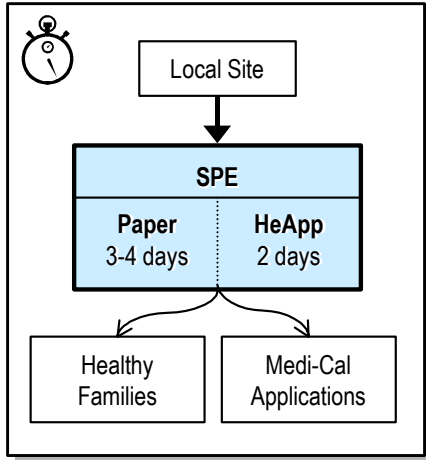 Local Site
SPE
Paper HeApp
3-4 days 2 days
Healthy Medi-Cal
Families Applications